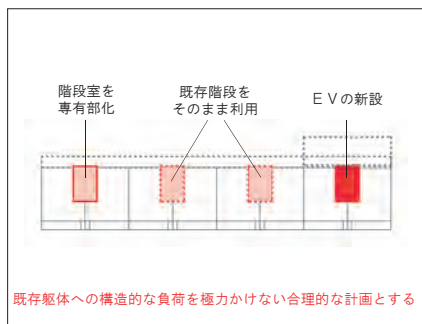 階段室を
専有部化
既存階段を
そのまま利用
ＥＶの新設
既存躯体への構造的な負荷を極力かけない合理的な計画とする